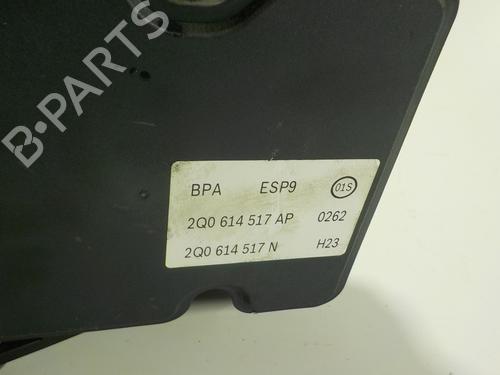 B-PARTS
BPA ESP9 01S
2Q0 614 517 AP 0262
2Q0 614 517 N H23